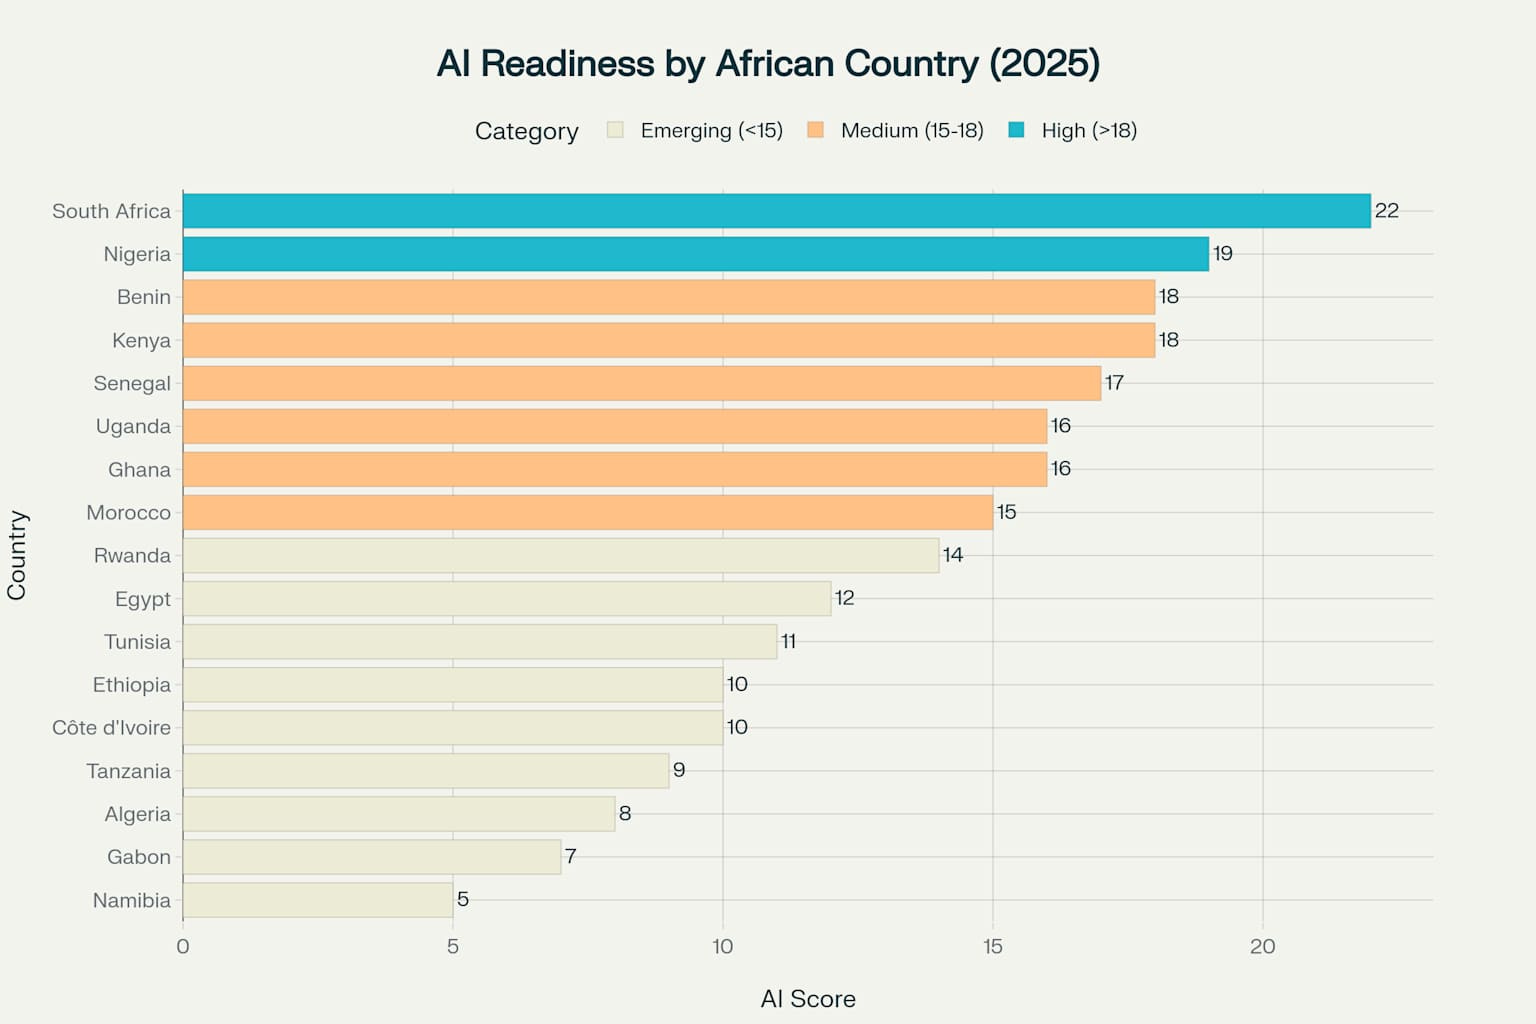 AI Readiness by African Country (2025)
Category Emerging (<15) Medium (15-18) High (>18)
South Africa 22
Nigeria 19
Benin 18
Kenya 18
Senegal 17
Uganda 16
Ghana 16
Morocco 15
Rwanda 14
Egypt 12
Tunisia 11
Ethiopia 10
Côte d'Ivoire 10
Tanzania 9
Algeria 8
Gabon 7
Namibia 5
Country
0 5 10 15 20
AI Score